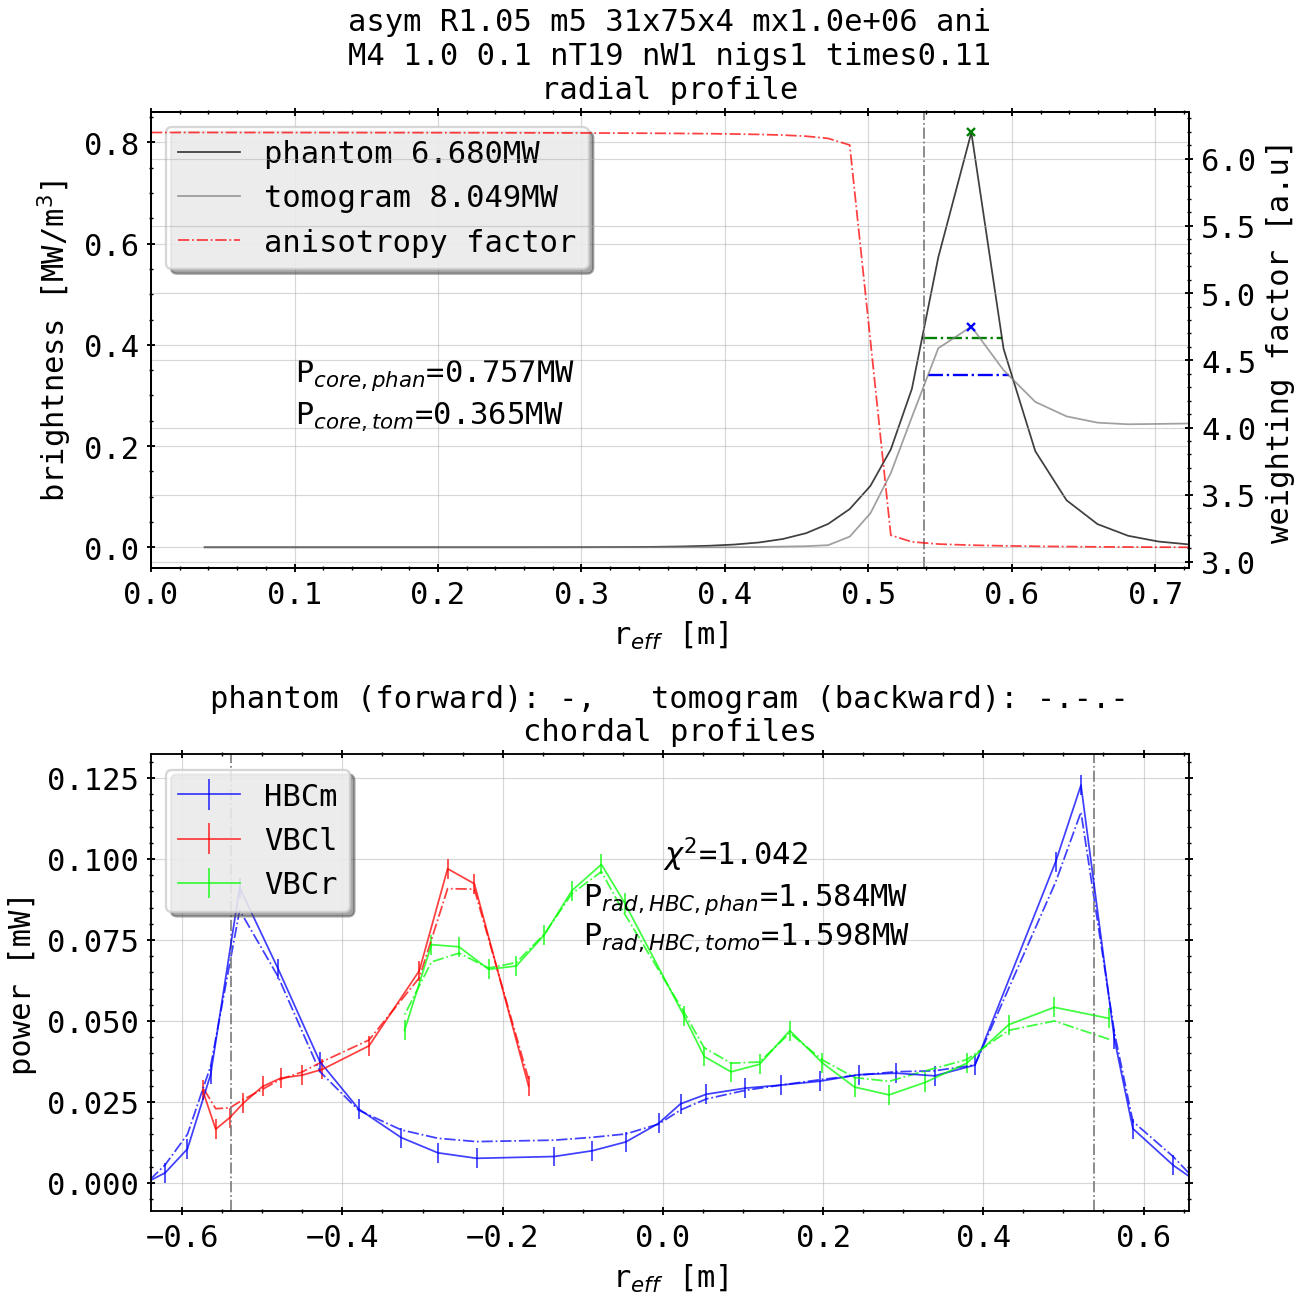 asym R1.05 m5 31x75x4 mx1.0e+06 ani
M4 1.0 0.1 nT19 nW1 nigs1 times0.11
radial profile
brightness [MW/m³]
0.8
0.6
0.4
0.2
0.0
phantom 6.680MW
tomogram 8.049MW
anisotropy factor
P_core,phan=0.757MW
P_core,tom=0.365MW
6.0
5.5
5.0
4.5
4.0
3.5
3.0
weighting factor [a.u]
0.0 0.1 0.2 0.3 0.4 0.5 0.6 0.7
r_eff [m]
phantom (forward): -,   tomogram (backward): -.-.-
chordal profiles
power [mW]
0.125
0.100
0.075
0.050
0.025
0.000
HBCm
VBCl
VBCr
χ²=1.042
P_rad,HBC,phan=1.584MW
P_rad,HBC,tomo=1.598MW
−0.6 −0.4 −0.2 0.0 0.2 0.4 0.6
r_eff [m]